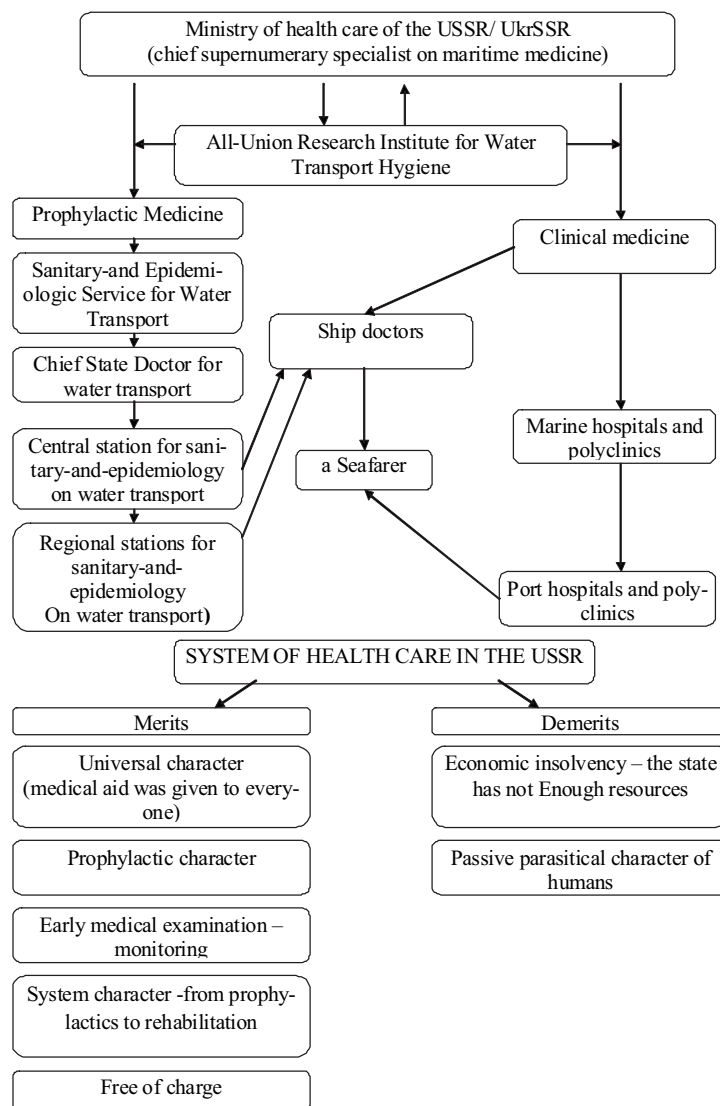 Ministry of health care of the USSR/ UkrSSR
(chief supernumerary specialist on maritime medicine)
All-Union Research Institute for Water
Transport Hygiene
Prophylactic Medicine
Clinical medicine
Sanitary-and Epidemi-
ologic Service for Water
Transport
Ship doctors
Chief State Doctor for
water transport
Central station for sani-
tary-and-epidemiology
on water transport
Marine hospitals and
polyclinics
a Seafarer
Regional stations for
sanitary-and-
epidemiology
On water transport)
Port hospitals and poly-
clinics
SYSTEM OF HEALTH CARE IN THE USSR
Merits
Demerits
Universal character
(medical aid was given to every-
one)
Economic insolvency – the state
has not Enough resources
Prophylactic character
Passive parasitical character of
humans
Early medical examination –
monitoring
System character -from prophy-
lactics to rehabilitation
Free of charge